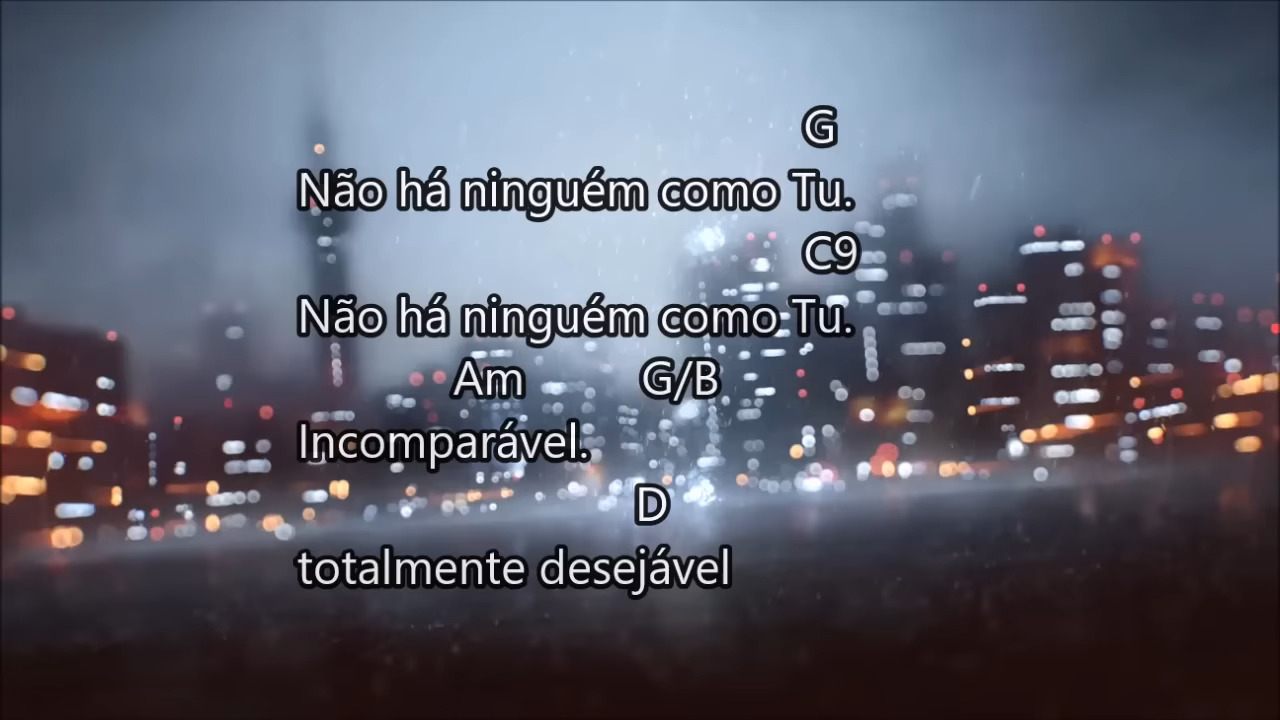 G
Não há ninguém como Tu.
C9
Não há ninguém como Tu.
Am G/B
Incomparável.
D
totalmente desejável